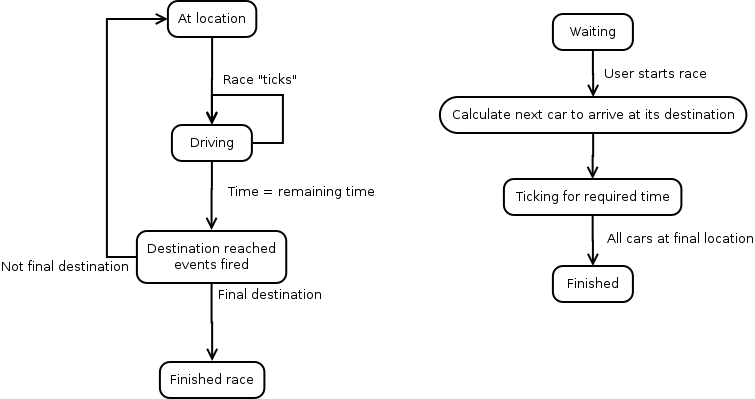 At location
Race "ticks"
Driving
Time = remaining time
Destination reached
events fired
Not final destination
Final destination
Finished race
Waiting
User starts race
Calculate next car to arrive at its destination
Ticking for required time
All cars at final location
Finished